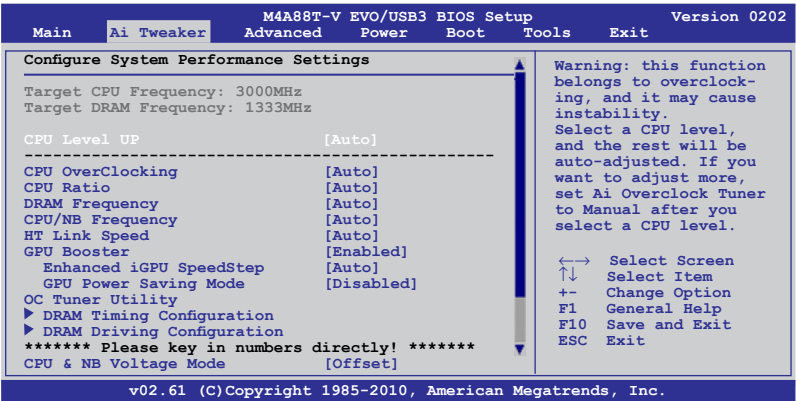 M4A88T-V EVO/USB3 BIOS Setup Version 0202
Main Ai Tweaker Advanced Power Boot Tools Exit
Configure System Performance Settings
Target CPU Frequency: 3000MHz
Target DRAM Frequency: 1333MHz
CPU Level UP [Auto]
-------------------------------------------------
CPU OverClocking [Auto]
CPU Ratio [Auto]
DRAM Frequency [Auto]
CPU/NB Frequency [Auto]
HT Link Speed [Auto]
GPU Booster [Enabled]
Enhanced iGPU SpeedStep [Auto]
GPU Power Saving Mode [Disabled]
OC Tuner Utility
DRAM Timing Configuration
DRAM Driving Configuration
******* Please key in numbers directly! *******
CPU & NB Voltage Mode [Offset]
Warning: this function
belongs to overclock-
ing, and it may cause
instability.
Select a CPU level,
and the rest will be
auto-adjusted. If you
want to adjust more,
set Ai Overclock Tuner
to Manual after you
select a CPU level.
←→ Select Screen
↑↓ Select Item
+- Change Option
F1 General Help
F10 Save and Exit
ESC Exit
v02.61 (C)Copyright 1985-2010, American Megatrends, Inc.